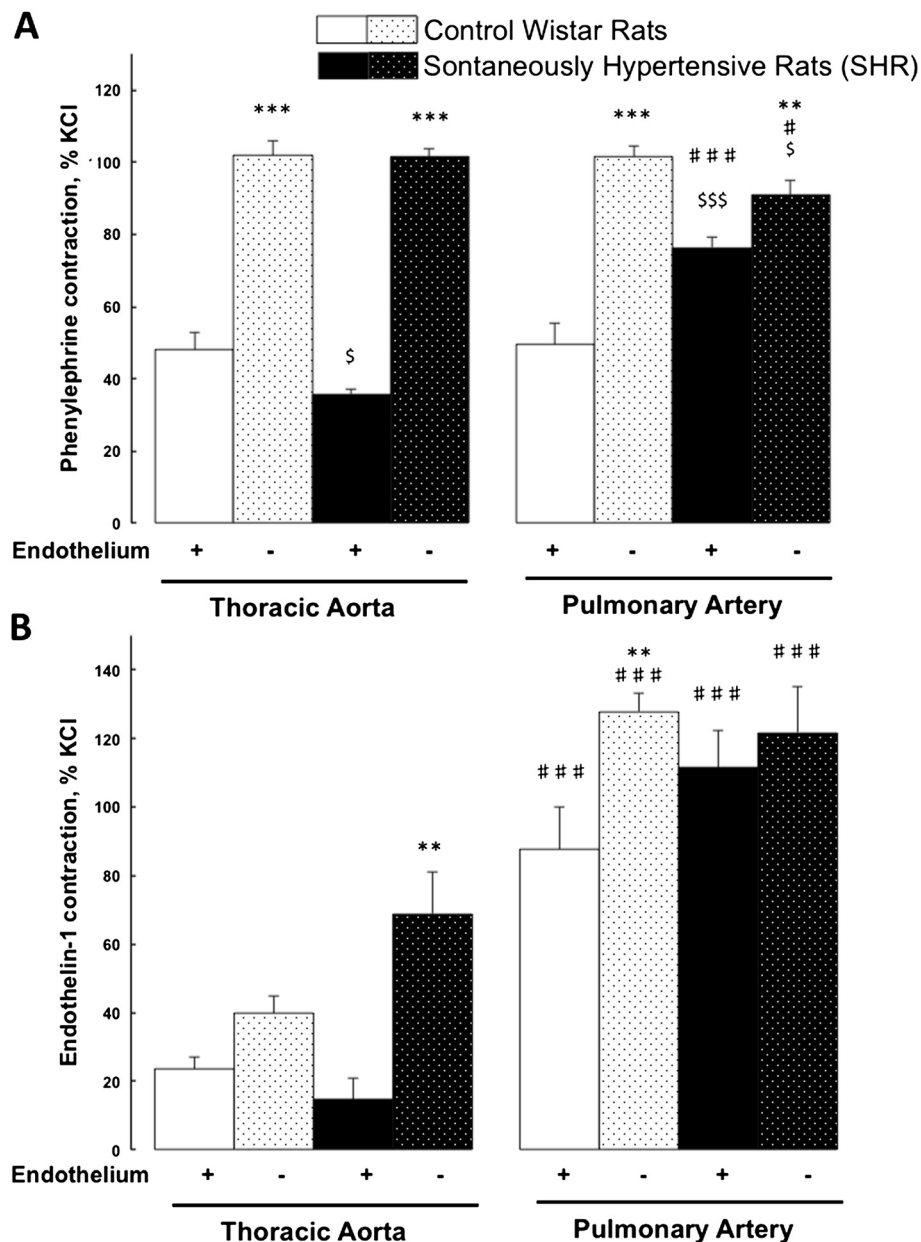 A
Control Wistar Rats
Sontaneously Hypertensive Rats (SHR)
Phenylephrine contraction, % KCl
120
100
80
60
40
20
0
*** 
$
***
***
# # #
$$$
**
#
$
Endothelium + - + - + - + -
Thoracic Aorta Pulmonary Artery
B
Endothelin-1 contraction, % KCl
140
120
100
80
60
40
20
0
**
# # #
**
# # #
# # #
# # #
Endothelium + - + - + - + -
Thoracic Aorta Pulmonary Artery